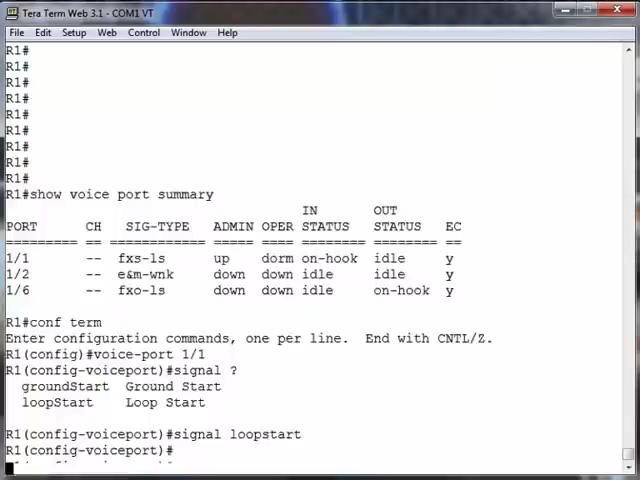 Tera Term Web 3.1 - COM1 VT
File Edit Setup Web Control Window Help
R1#
R1#
R1#
R1#
R1#
R1#
R1#
R1#
R1#
R1#show voice port summary
IN OUT
PORT CH SIG-TYPE ADMIN OPER STATUS STATUS EC
========= == ============ ===== ==== ======== ======== ==
1/1 -- fxs-ls up dorm on-hook idle y
1/2 -- e&m-wnk down down idle idle y
1/6 -- fxo-ls down down idle on-hook y
R1#conf term
Enter configuration commands, one per line. End with CNTL/Z.
R1(config)#voice-port 1/1
R1(config-voiceport)#signal ?
groundStart Ground Start
loopStart Loop Start
R1(config-voiceport)#signal loopstart
R1(config-voiceport)#